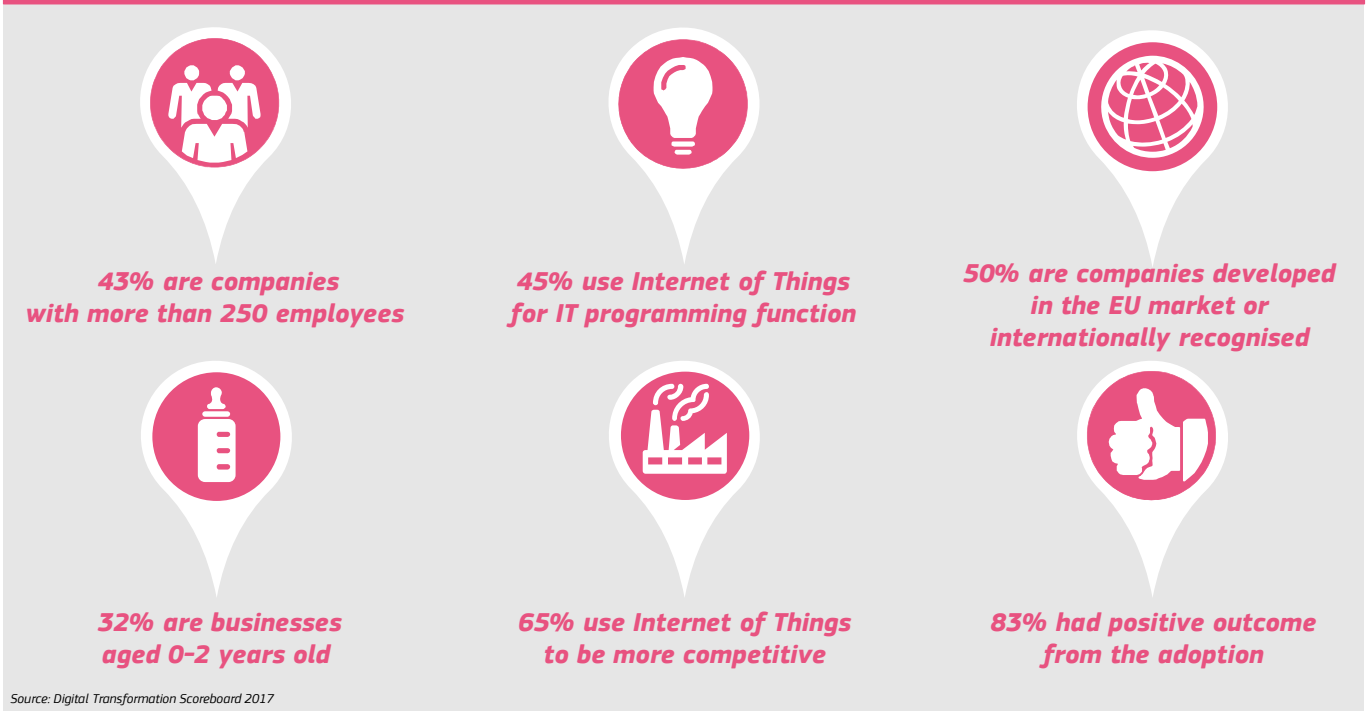 43% are companies
with more than 250 employees
45% use Internet of Things
for IT programming function
50% are companies developed
in the EU market or
internationally recognised
32% are businesses
aged 0-2 years old
65% use Internet of Things
to be more competitive
83% had positive outcome
from the adoption
Source: Digital Transformation Scoreboard 2017